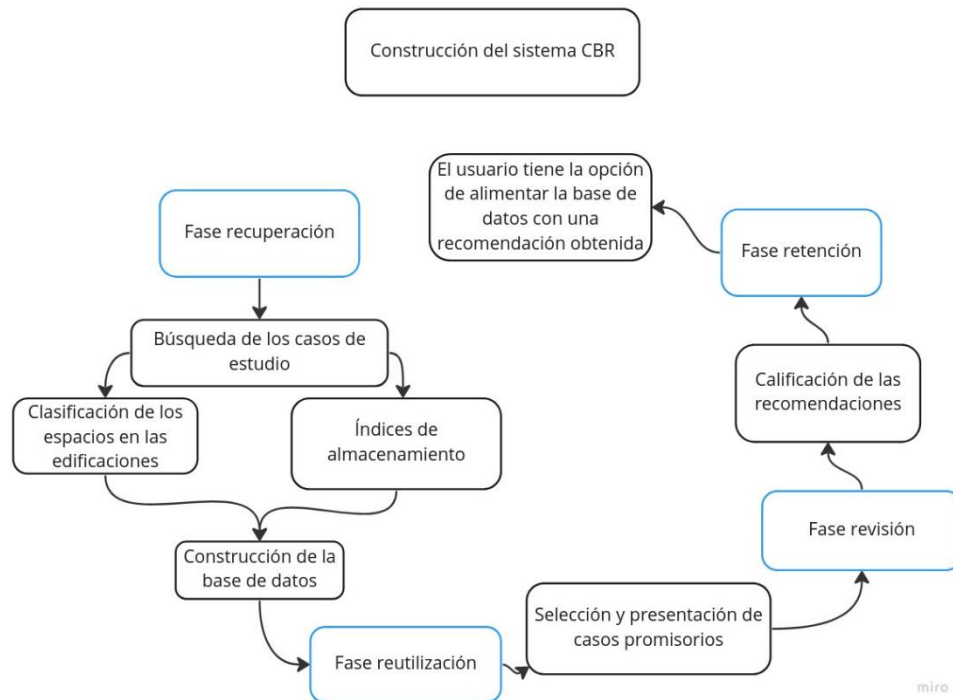 Construcción del sistema CBR
El usuario tiene la opción
de alimentar la base de
datos con una
recomendación obtenida
Fase recuperación
Fase retención
Búsqueda de los casos de
estudio
Clasificación de los
espacios en las
edificaciones
Índices de
almacenamiento
Calificación de las
recomendaciones
Construcción de la
base de datos
Fase revisión
Selección y presentación de
casos promisorios
Fase reutilización
miro